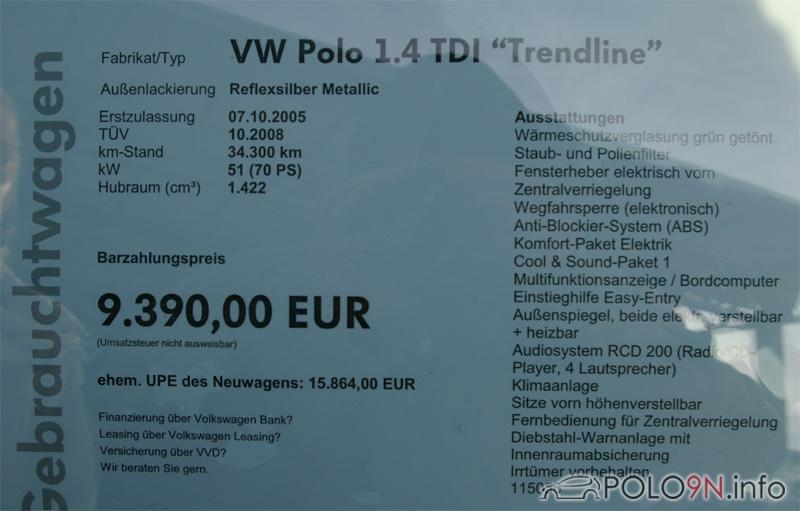 Gebrauchtwagen
Fabrikat/Typ VW Polo 1.4 TDI “Trendline”
Außenlackierung Reflexsilber Metallic
Erstzulassung 07.10.2005
TÜV 10.2008
km-Stand 34.300 km
kW 51 (70 PS)
Hubraum (cm³) 1.422
Barzahlungspreis
9.390,00 EUR
(Umsatzsteuer nicht ausweisbar)
ehem. UPE des Neuwagens: 15.864,00 EUR
Finanzierung über Volkswagen Bank?
Leasing über Volkswagen Leasing?
Versicherung über VVD?
Wir beraten Sie gern.
Ausstattungen
Wärmeschutzverglasung grün getönt
Staub- und Pollenfilter
Fensterheber elektrisch vorn
Zentralverriegelung
Wegfahrsperre (elektronisch)
Anti-Blockier-System (ABS)
Komfort-Paket Elektrik
Cool & Sound-Paket 1
Multifunktionsanzeige / Bordcomputer
Einstieghilfe Easy-Entry
Außenspiegel, beide elektr. verstellbar
+ heizbar
Audiosystem RCD 200 (Radio/CD-
Player, 4 Lautsprecher)
Klimaanlage
Sitze vorn höhenverstellbar
Fernbedienung für Zentralverriegelung
Diebstahl-Warnanlage mit
Innenraumabsicherung
Irrtümer vorbehalten
POLO9N.info